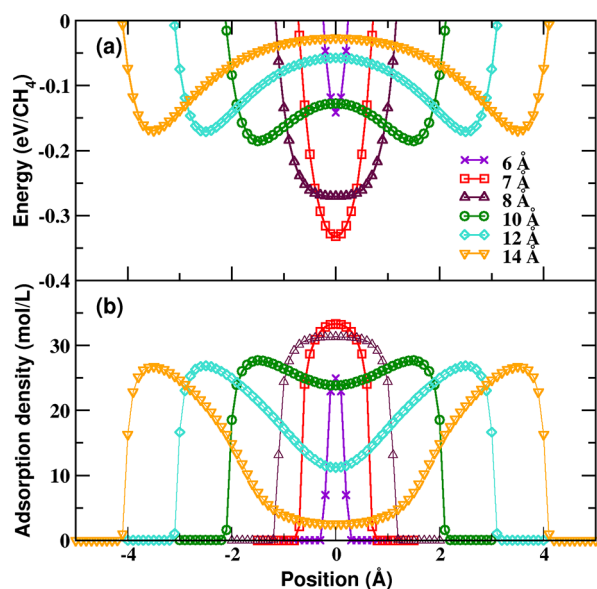 (a)
Energy (eV/CH4)
0
-0.1
-0.2
-0.3
-0.4
6 Å
7 Å
8 Å
10 Å
12 Å
14 Å
(b)
Adsorption density (mol/L)
30
20
10
0
-4 -2 0 2 4
Position (Å)